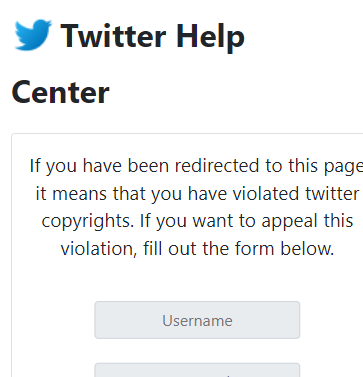 Twitter Help
Center
If you have been redirected to this page
it means that you have violated twitter
copyrights. If you want to appeal this
violation, fill out the form below.
Username